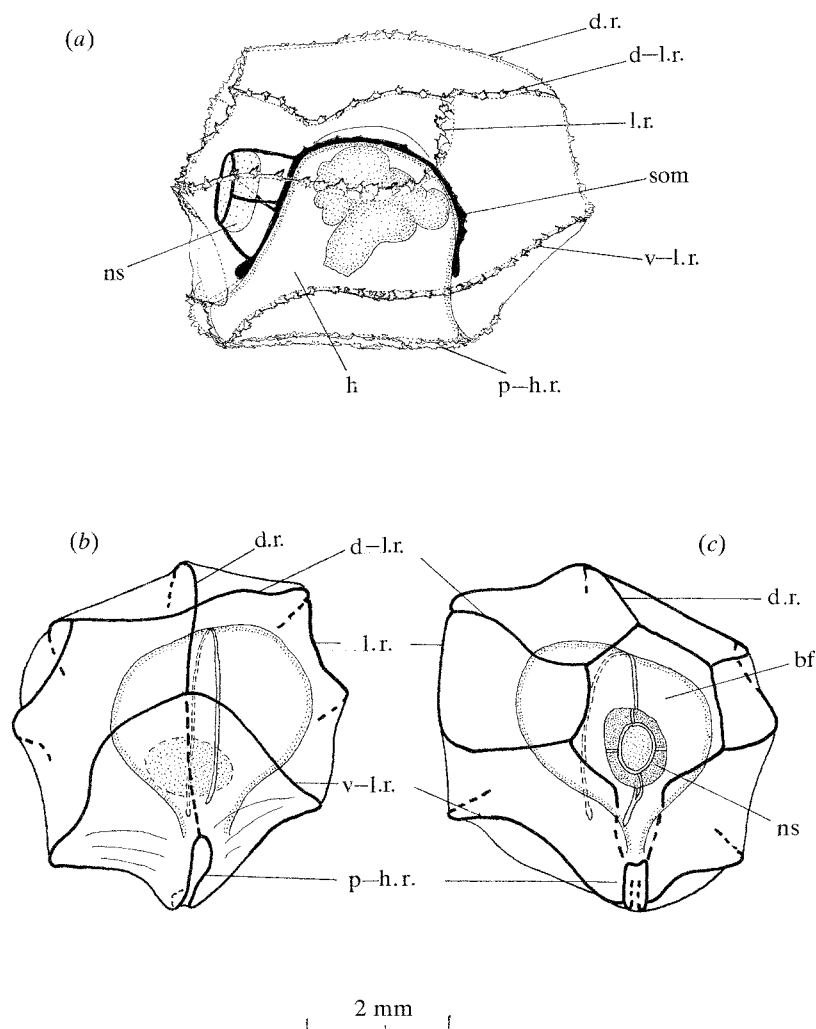 (a)
d.r.
d–l.r.
l.r.
som
v–l.r.
ns
h
p–h.r.
(b)
d.r.
d–l.r.
(c)
d.r.
l.r.
bf
v–l.r.
ns
p–h.r.
2 mm